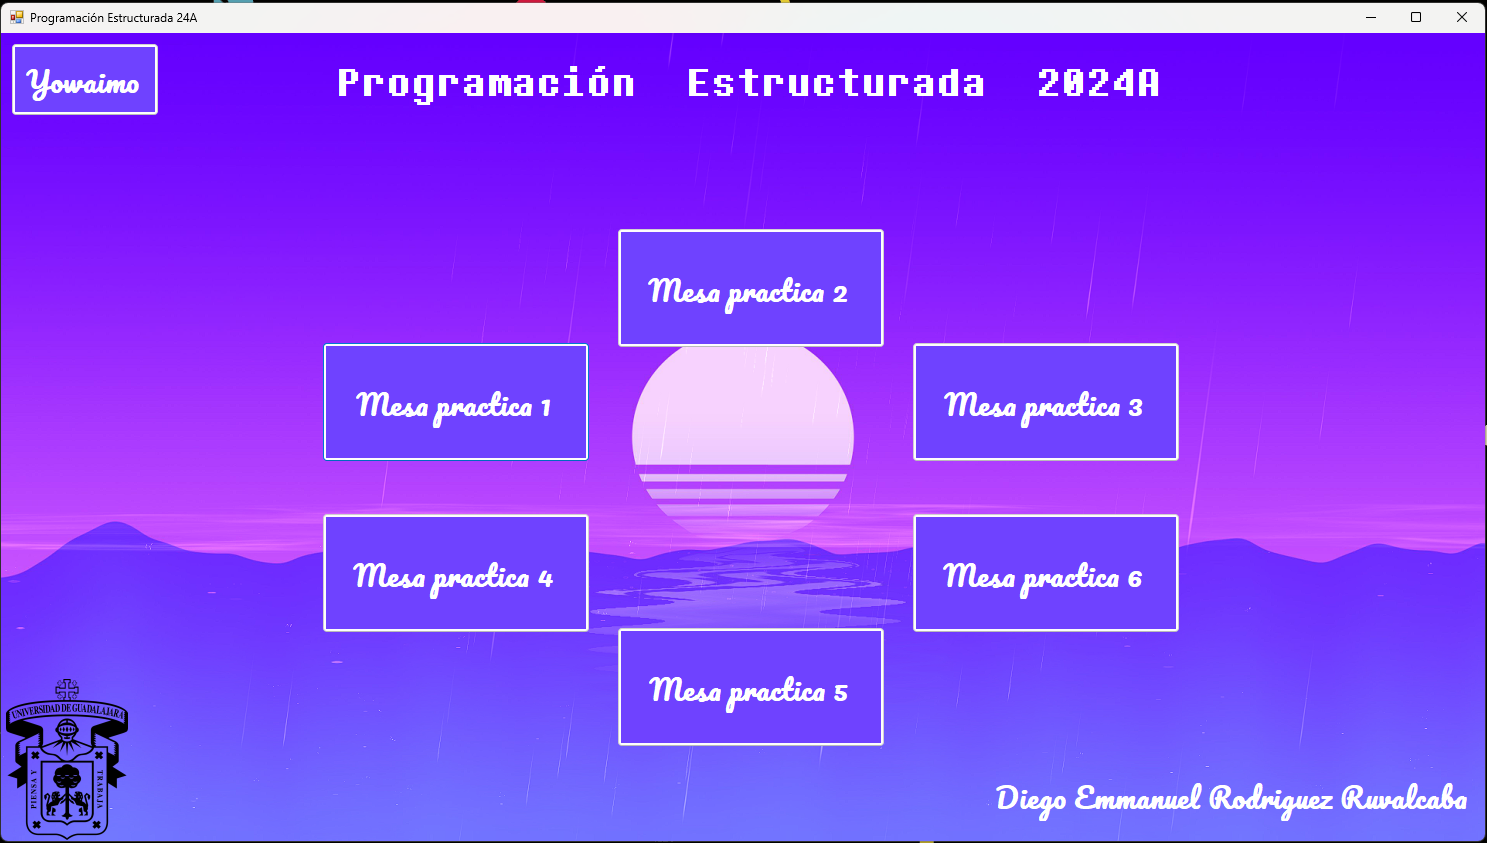 Programación Estructurada 24A
Yowaimo
Programación Estructurada 2024A
Mesa practica 2
Mesa practica 1
Mesa practica 3
Mesa practica 4
Mesa practica 6
Mesa practica 5
UNIVERSIDAD DE GUADALAJARA
PIENSA Y
TRABAJA
Diego Emmanuel Rodriguez Ruvalcaba